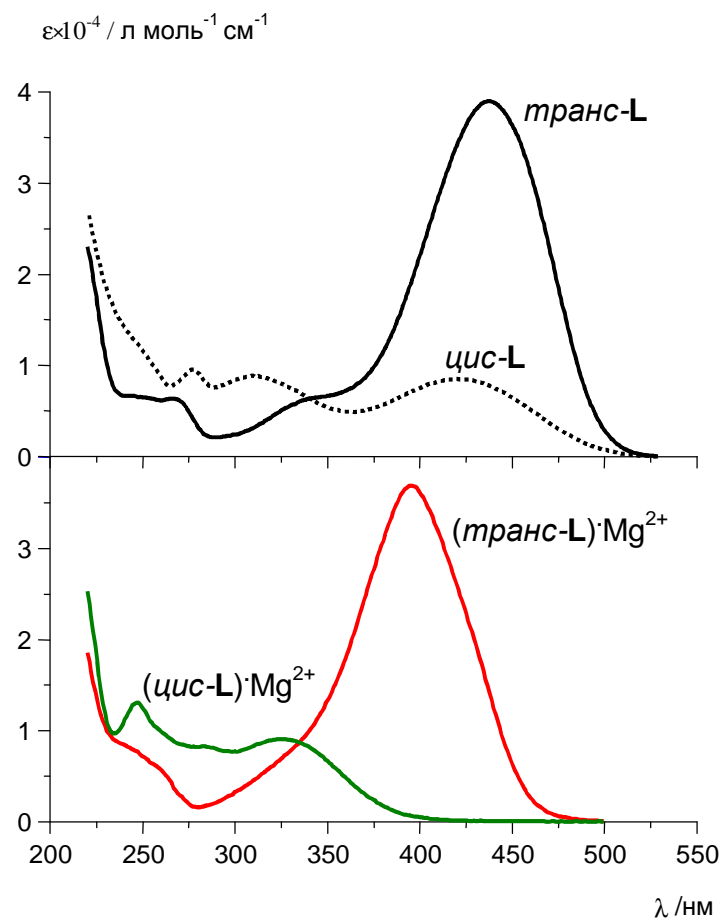 ε×10⁻⁴ / л моль⁻¹ см⁻¹
4
транс-L
3
2
цис-L
1
0
3
(транс-L)·Mg²⁺
2
(цис-L)·Mg²⁺
1
0
200 250 300 350 400 450 500 550
λ /нм